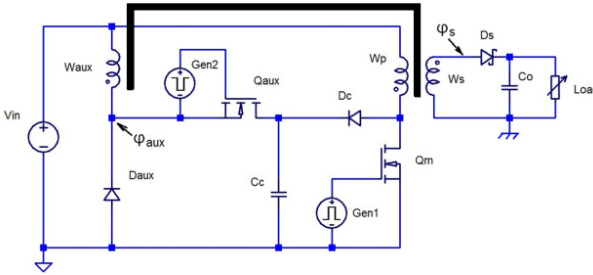 φs
Ds
Waux
Gen2
Qaux
Wp
Ws
Co
Loa
Vin
Dc
φaux
Daux
Cc
Qm
Gen1